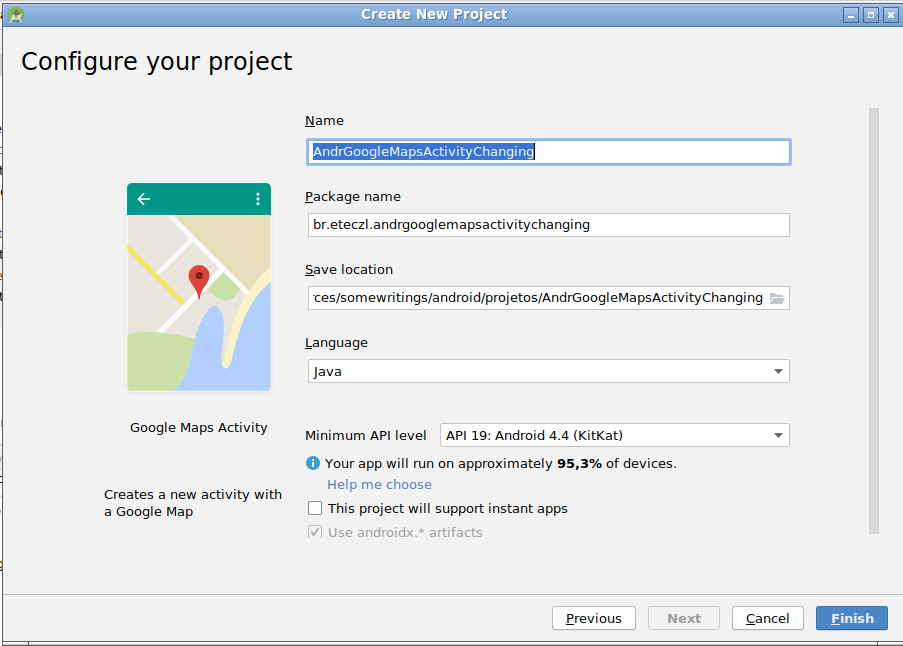 Create New Project
Configure your project
Name
AndrGoogleMapsActivityChanging
Package name
br.eteczl.andrgooglemapsactivitychanging
Save location
ces/somewritings/android/projetos/AndrGoogleMapsActivityChanging
Language
Java
Google Maps Activity
Minimum API level
API 19: Android 4.4 (KitKat)
Your app will run on approximately 95,3% of devices.
Help me choose
Creates a new activity with
a Google Map
This project will support instant apps
Use androidx.* artifacts
Previous
Next
Cancel
Finish